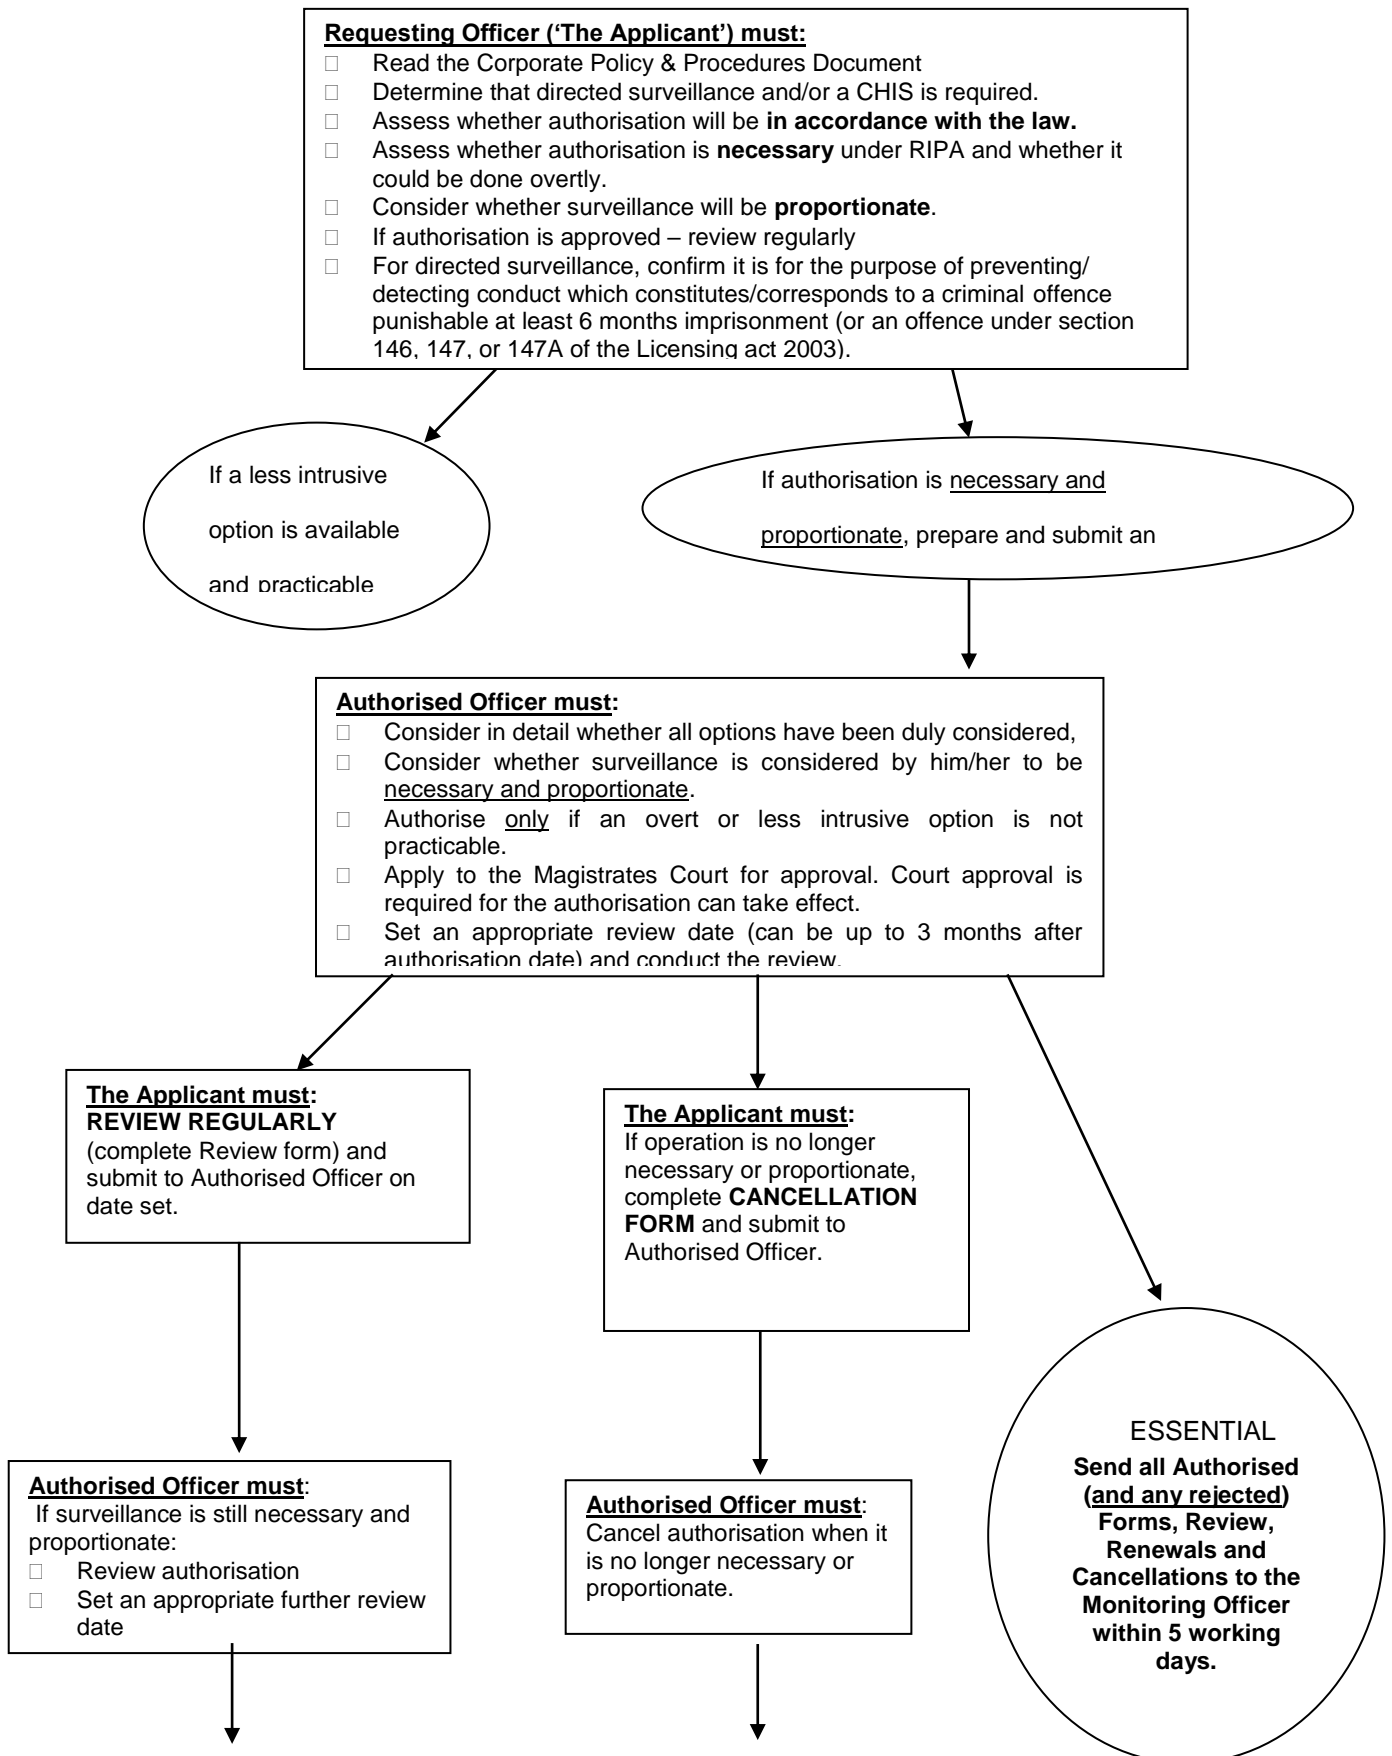 Requesting Officer (‘The Applicant’) must:
□ Read the Corporate Policy & Procedures Document
□ Determine that directed surveillance and/or a CHIS is required.
□ Assess whether authorisation will be in accordance with the law.
□ Assess whether authorisation is necessary under RIPA and whether it
could be done overtly.
□ Consider whether surveillance will be proportionate.
□ If authorisation is approved – review regularly
□ For directed surveillance, confirm it is for the purpose of preventing/
detecting conduct which constitutes/corresponds to a criminal offence
punishable at least 6 months imprisonment (or an offence under section
146, 147, or 147A of the Licensing act 2003).
If a less intrusive
option is available
and practicable
If authorisation is necessary and
proportionate, prepare and submit an
Authorised Officer must:
□ Consider in detail whether all options have been duly considered,
□ Consider whether surveillance is considered by him/her to be
necessary and proportionate.
□ Authorise only if an overt or less intrusive option is not
practicable.
□ Apply to the Magistrates Court for approval. Court approval is
required for the authorisation can take effect.
□ Set an appropriate review date (can be up to 3 months after
authorisation date) and conduct the review.
The Applicant must:
REVIEW REGULARLY
(complete Review form) and
submit to Authorised Officer on
date set.
The Applicant must:
If operation is no longer
necessary or proportionate,
complete CANCELLATION
FORM and submit to
Authorised Officer.
Authorised Officer must:
If surveillance is still necessary and
proportionate:
□ Review authorisation
□ Set an appropriate further review
date
Authorised Officer must:
Cancel authorisation when it
is no longer necessary or
proportionate.
ESSENTIAL
Send all Authorised
(and any rejected)
Forms, Review,
Renewals and
Cancellations to the
Monitoring Officer
within 5 working
days.